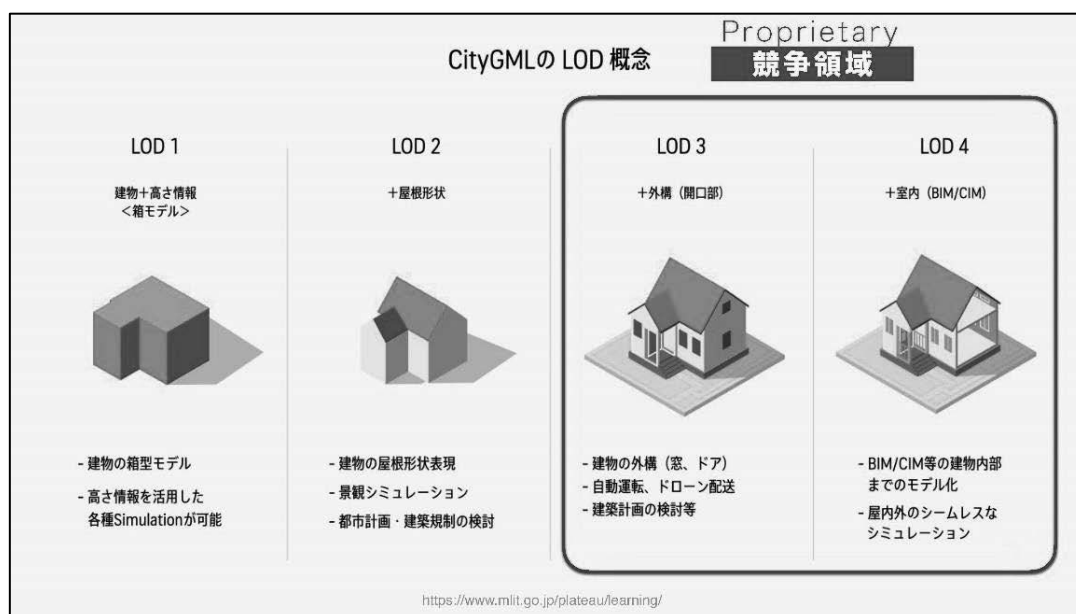 Proprietary
CityGMLの LOD 概念
競争領域
LOD 1
建物+高さ情報
<箱モデル>
- 建物の箱型モデル
- 高さ情報を活用した
各種Simulationが可能
LOD 2
+屋根形状
- 建物の屋根形状表現
- 景観シミュレーション
- 都市計画・建築規制の検討
LOD 3
+外構（開口部）
- 建物の外構（窓、ドア）
- 自動運転、ドローン配送
- 建築計画の検討等
LOD 4
+室内（BIM/CIM）
- BIM/CIM等の建物内部
までのモデル化
- 屋内外のシームレスな
シミュレーション
https://www.mlit.go.jp/plateau/learning/